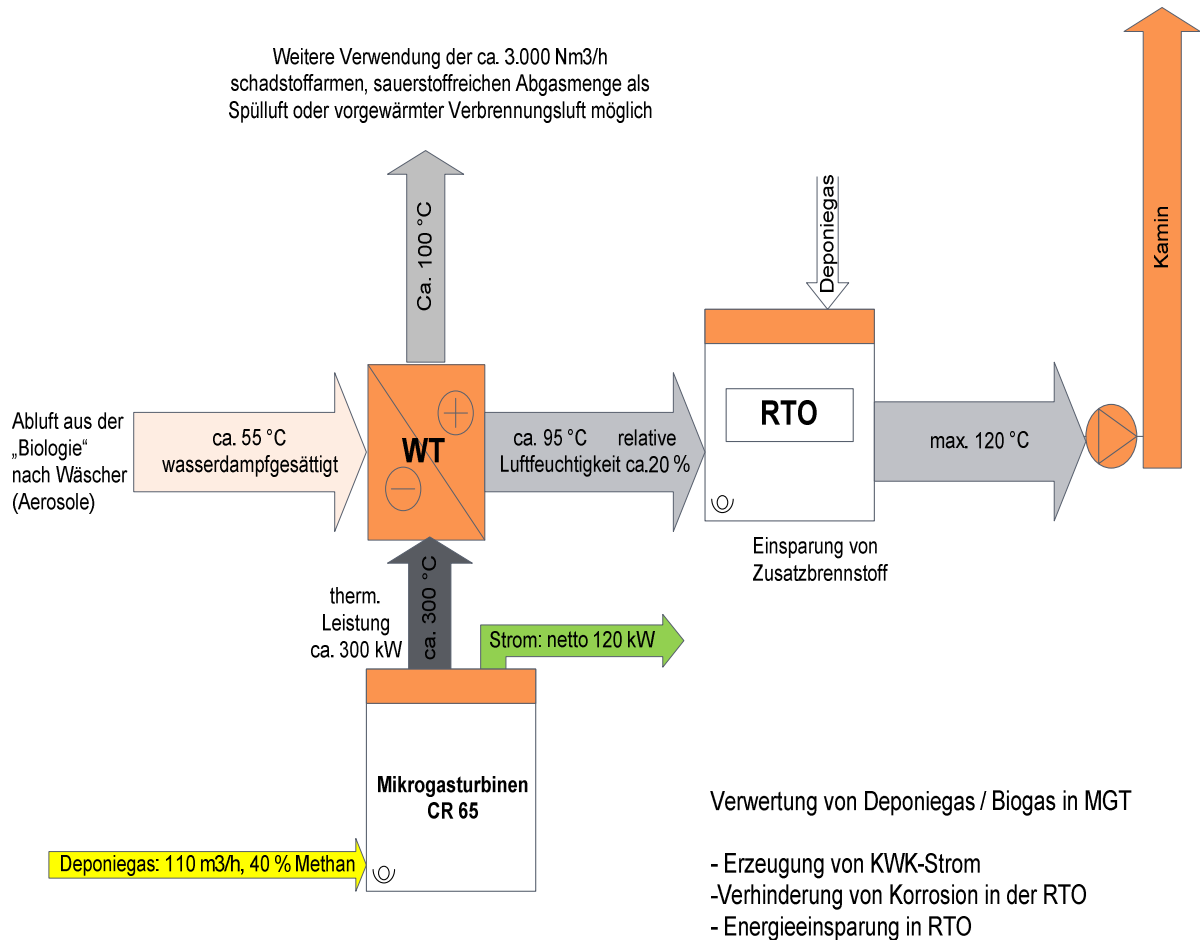 Weitere Verwendung der ca. 3.000 Nm3/h
schadstoffarmen, sauerstoffreichen Abgasmenge als
Spülluft oder vorgewärmter Verbrennungsluft möglich
Ca. 100 °C
Deponiegas
Kamin
Abluft aus der
„Biologie“
nach Wäscher
(Aerosole)
ca. 55 °C
wasserdampfgesättigt
WT
ca. 95 °C relative
Luftfeuchtigkeit ca.20 %
RTO
max. 120 °C
Einsparung von
Zusatzbrennstoff
therm.
Leistung
ca. 300 kW
ca. 300 °C
Strom: netto 120 kW
Mikrogasturbinen
CR 65
Deponiegas: 110 m3/h, 40 % Methan
Verwertung von Deponiegas / Biogas in MGT
- Erzeugung von KWK-Strom
-Verhinderung von Korrosion in der RTO
- Energieeinsparung in RTO